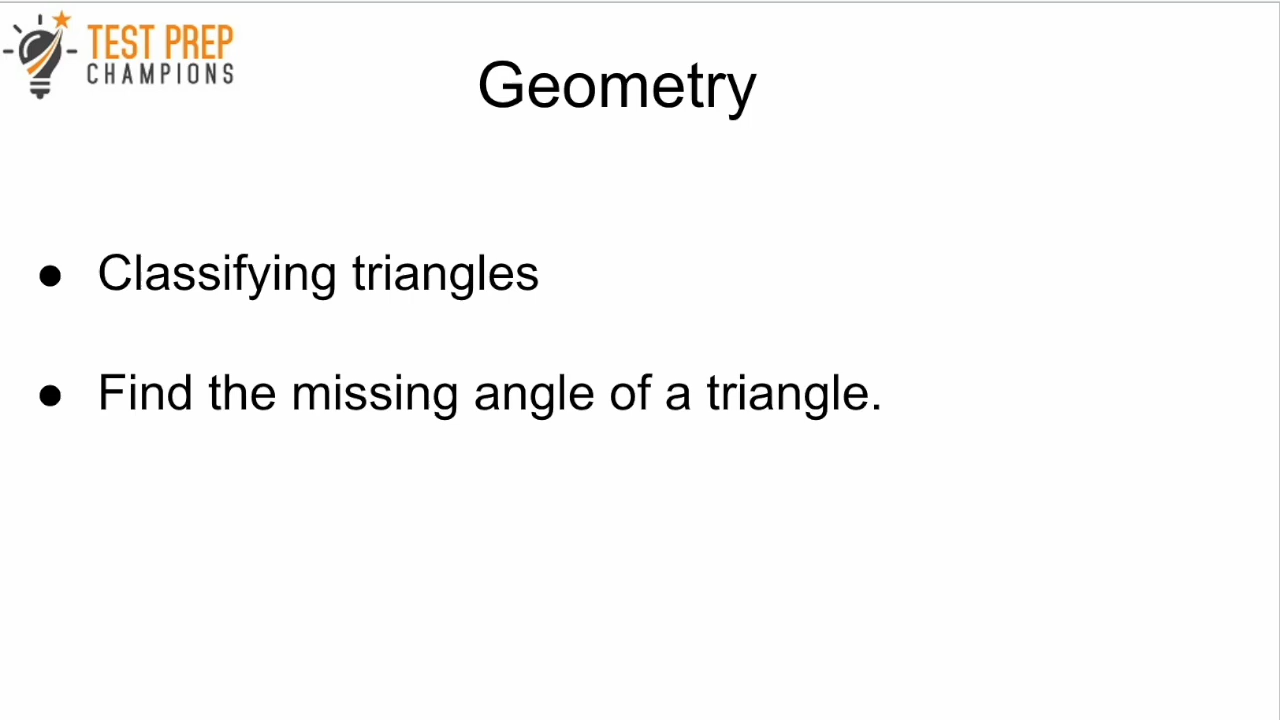 TEST PREP
CHAMPIONS
Geometry
● Classifying triangles
● Find the missing angle of a triangle.